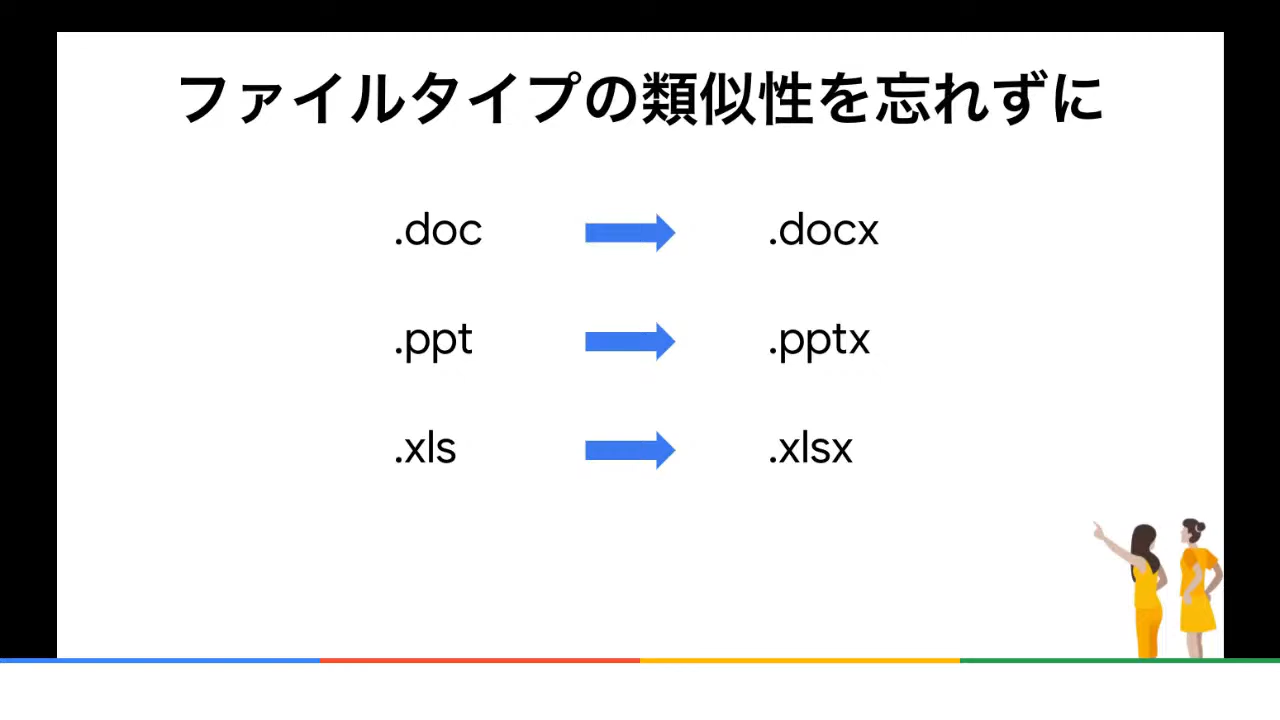 ファイルタイプの類似性を忘れずに
.doc .docx
.ppt .pptx
.xls .xlsx